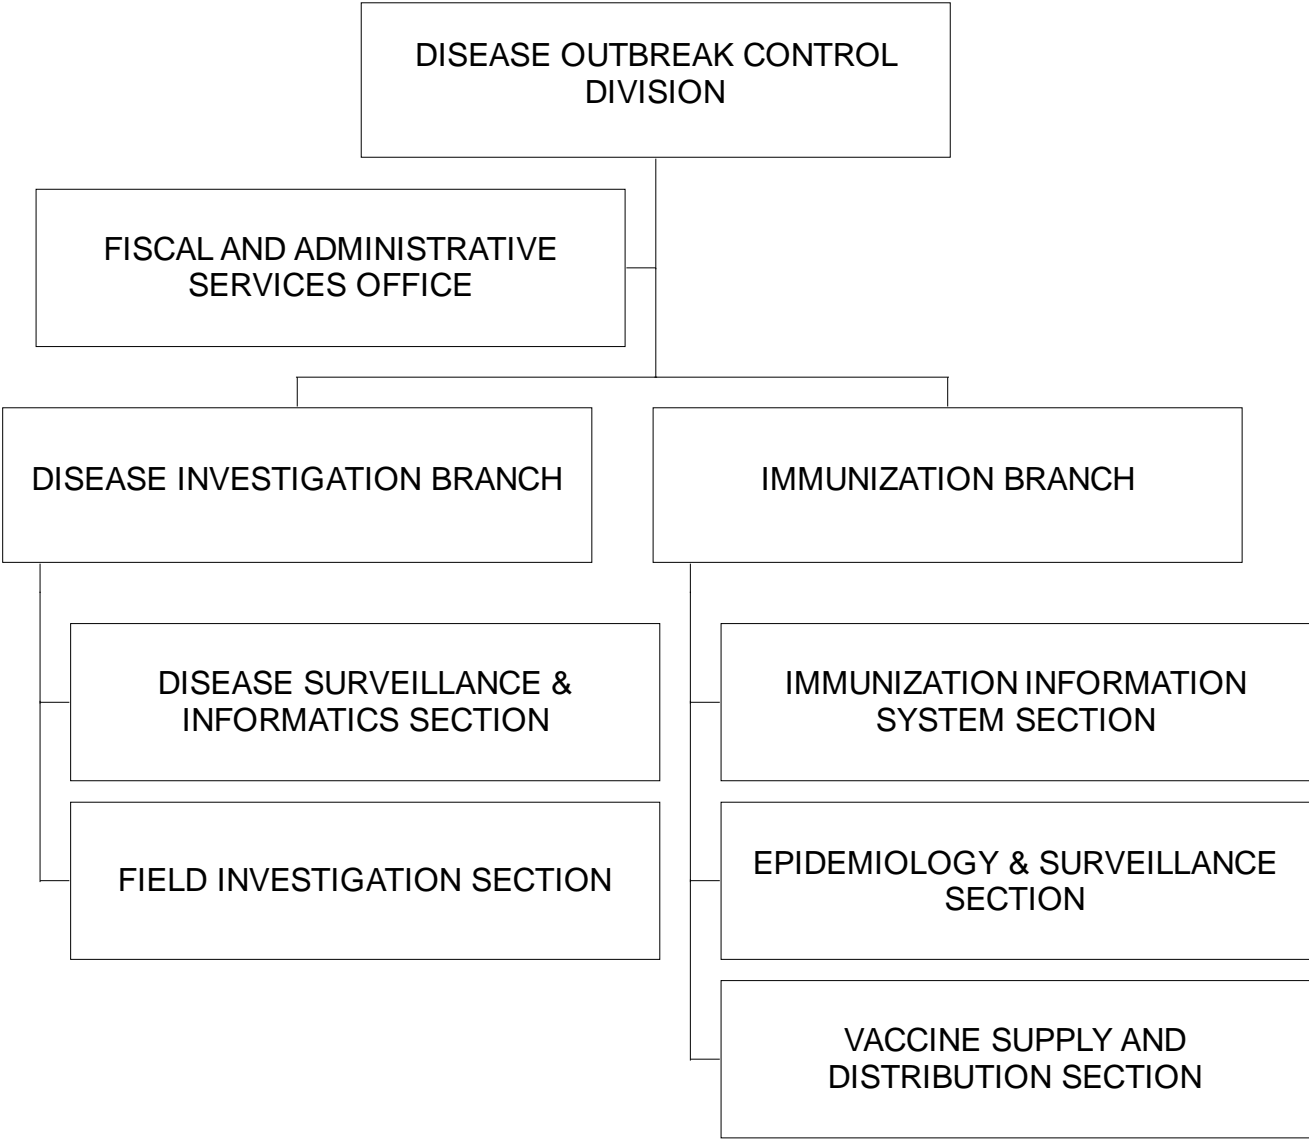 DISEASE OUTBREAK CONTROL
DIVISION
FISCAL AND ADMINISTRATIVE
SERVICES OFFICE
DISEASE INVESTIGATION BRANCH
IMMUNIZATION BRANCH
DISEASE SURVEILLANCE &
INFORMATICS SECTION
IMMUNIZATION INFORMATION
SYSTEM SECTION
FIELD INVESTIGATION SECTION
EPIDEMIOLOGY & SURVEILLANCE
SECTION
VACCINE SUPPLY AND
DISTRIBUTION SECTION